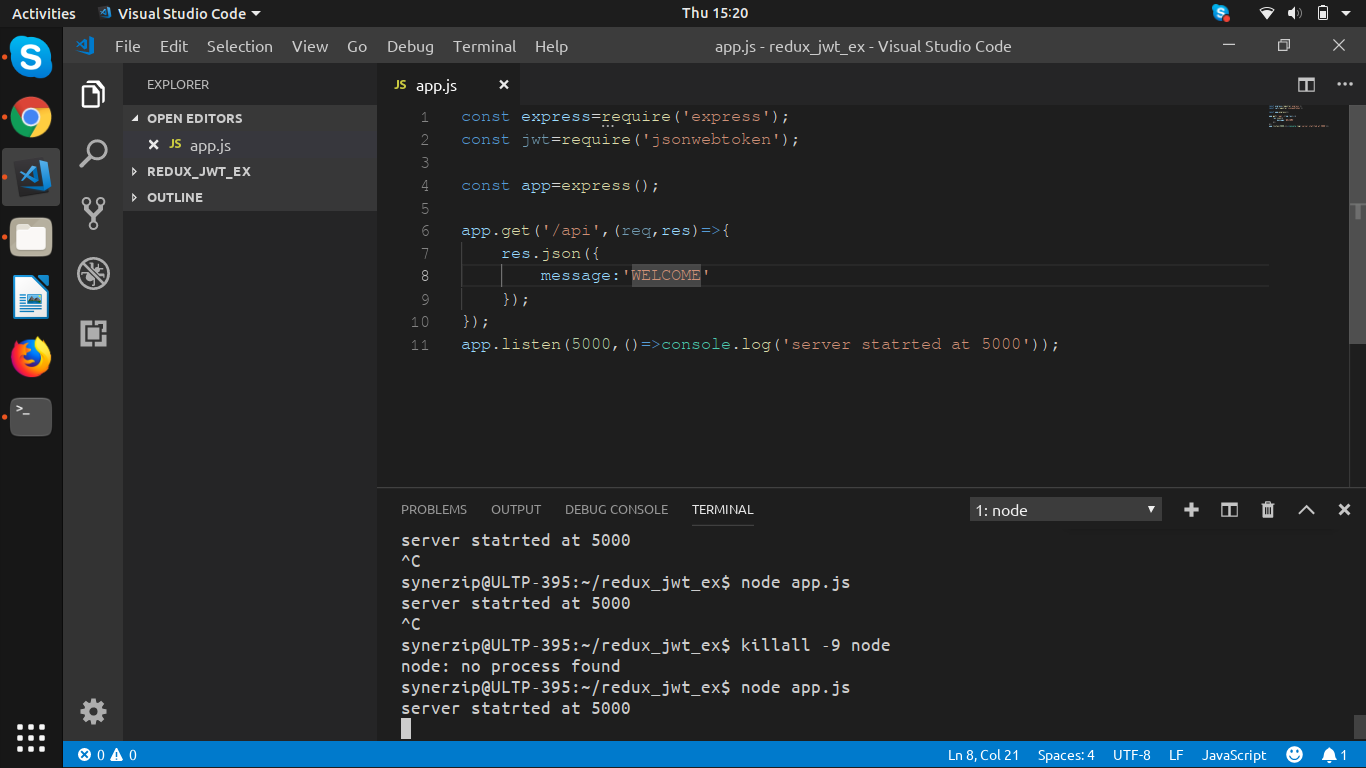 Activities Visual Studio Code Thu 15:20
File Edit Selection View Go Debug Terminal Help app.js - redux_jwt_ex - Visual Studio Code
EXPLORER
OPEN EDITORS
JS app.js
REDUX_JWT_EX
OUTLINE
JS app.js
1 const express=require('express');
2 const jwt=require('jsonwebtoken');
3
4 const app=express();
5
6 app.get('/api',(req,res)=>{
7 res.json({
8 message:'WELCOME'
9 });
10 });
11 app.listen(5000,()=>console.log('server statrted at 5000'));
PROBLEMS OUTPUT DEBUG CONSOLE TERMINAL 1: node
server statrted at 5000
^C
synerzip@ULTP-395:~/redux_jwt_ex$ node app.js
server statrted at 5000
^C
synerzip@ULTP-395:~/redux_jwt_ex$ killall -9 node
node: no process found
synerzip@ULTP-395:~/redux_jwt_ex$ node app.js
server statrted at 5000
0 0 Ln 8, Col 21 Spaces: 4 UTF-8 LF JavaScript 1